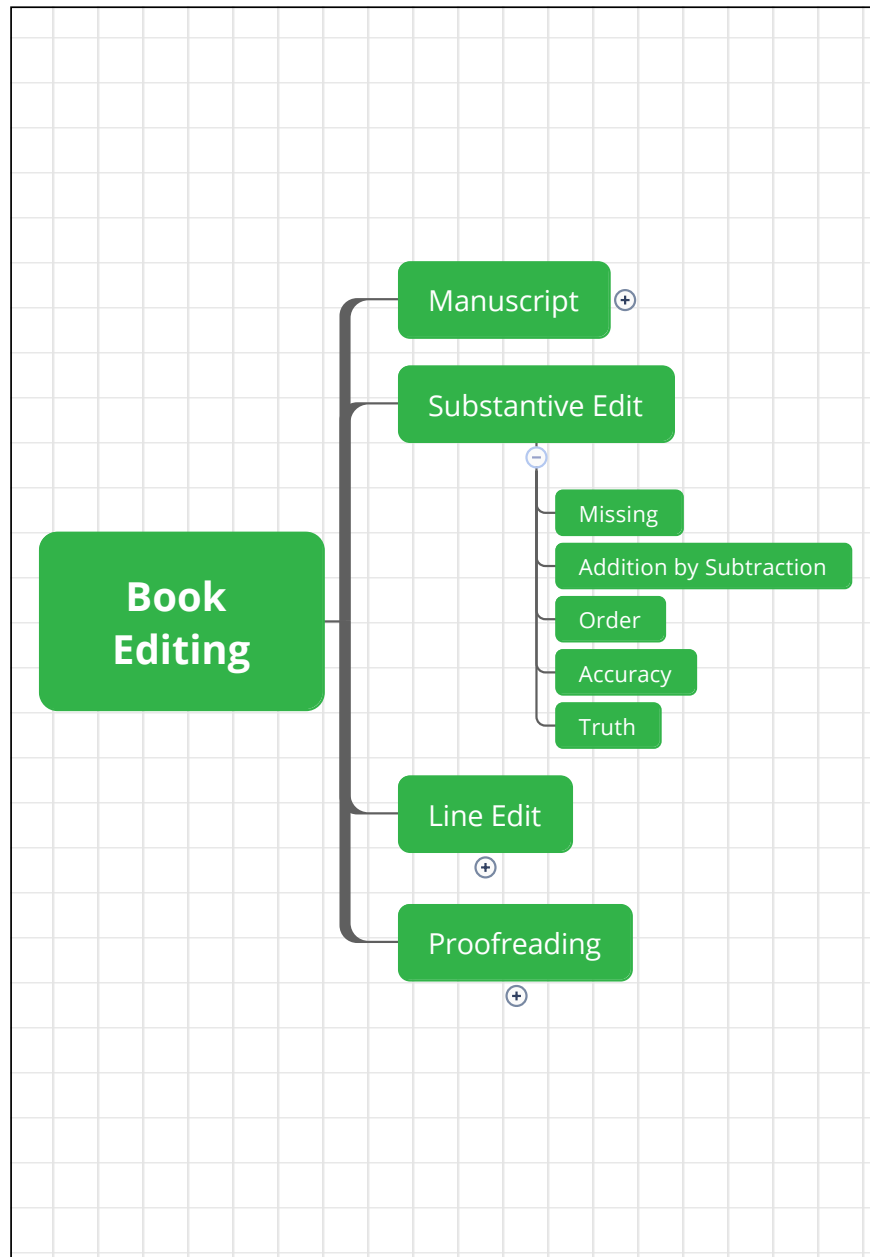 Manuscript
Substantive Edit
Missing
Addition by Subtraction
Order
Accuracy
Truth
Book
Editing
Line Edit
Proofreading